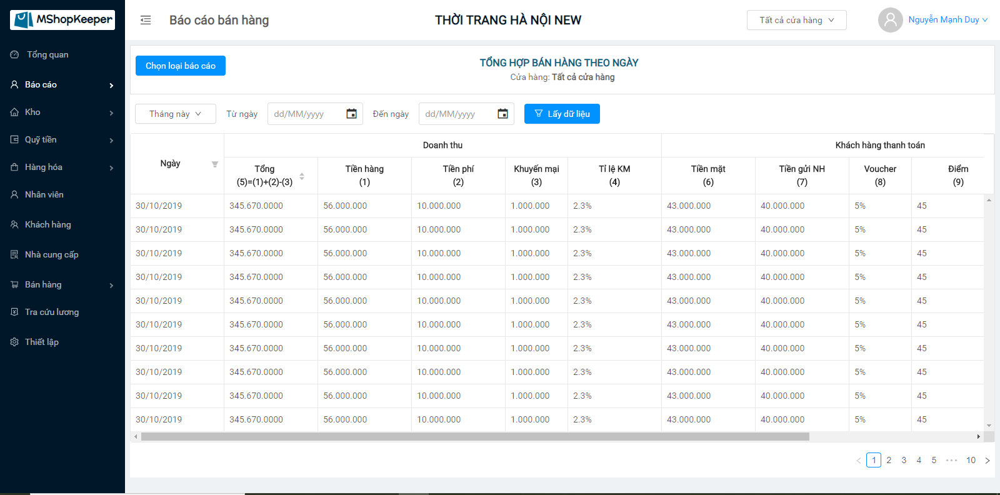 MShopKeeper
Báo cáo bán hàng
THỜI TRANG HÀ NỘI NEW
Tất cả cửa hàng
Nguyễn Mạnh Duy
Tổng quan
Báo cáo
Kho
Quỹ tiền
Hàng hóa
Nhân viên
Khách hàng
Nhà cung cấp
Bán hàng
Tra cứu lương
Thiết lập
Chọn loại báo cáo
TỔNG HỢP BÁN HÀNG THEO NGÀY
Cửa hàng: Tất cả cửa hàng
Tháng này Từ ngày dd/MM/yyyy Đến ngày dd/MM/yyyy Lấy dữ liệu
Ngày Doanh thu Khách hàng thanh toán
Tổng Tiền hàng Tiền phí Khuyến mại Tỉ lệ KM Tiền mặt Tiền gửi NH Voucher Điểm
(5)=(1)+(2)-(3) (1) (2) (3) (4) (6) (7) (8) (9)
30/10/2019 345.670.0000 56.000.000 10.000.000 1.000.000 2.3% 43.000.000 40.000.000 5% 45
30/10/2019 345.670.0000 56.000.000 10.000.000 1.000.000 2.3% 43.000.000 40.000.000 5% 45
30/10/2019 345.670.0000 56.000.000 10.000.000 1.000.000 2.3% 43.000.000 40.000.000 5% 45
30/10/2019 345.670.0000 56.000.000 10.000.000 1.000.000 2.3% 43.000.000 40.000.000 5% 45
30/10/2019 345.670.0000 56.000.000 10.000.000 1.000.000 2.3% 43.000.000 40.000.000 5% 45
30/10/2019 345.670.0000 56.000.000 10.000.000 1.000.000 2.3% 43.000.000 40.000.000 5% 45
30/10/2019 345.670.0000 56.000.000 10.000.000 1.000.000 2.3% 43.000.000 40.000.000 5% 45
30/10/2019 345.670.0000 56.000.000 10.000.000 1.000.000 2.3% 43.000.000 40.000.000 5% 45
30/10/2019 345.670.0000 56.000.000 10.000.000 1.000.000 2.3% 43.000.000 40.000.000 5% 45
30/10/2019 345.670.0000 56.000.000 10.000.000 1.000.000 2.3% 43.000.000 40.000.000 5% 45
1 2 3 4 5 ••• 10